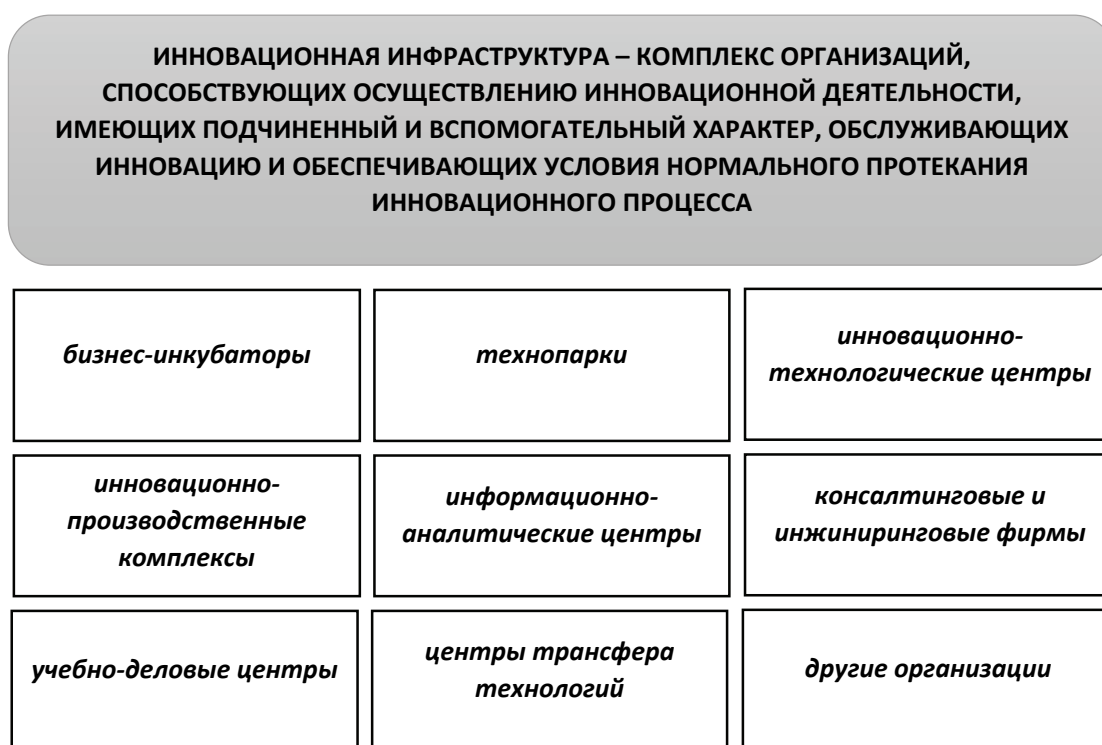 ИННОВАЦИОННАЯ ИНФРАСТРУКТУРА – КОМПЛЕКС ОРГАНИЗАЦИЙ,
СПОСОБСТВУЮЩИХ ОСУЩЕСТВЛЕНИЮ ИННОВАЦИОННОЙ ДЕЯТЕЛЬНОСТИ,
ИМЕЮЩИХ ПОДЧИНЕННЫЙ И ВСПОМОГАТЕЛЬНЫЙ ХАРАКТЕР, ОБСЛУЖИВАЮЩИХ
ИННОВАЦИЮ И ОБЕСПЕЧИВАЮЩИХ УСЛОВИЯ НОРМАЛЬНОГО ПРОТЕКАНИЯ
ИННОВАЦИОННОГО ПРОЦЕССА
бизнес-инкубаторы
технопарки
инновационно-
технологические центры
инновационно-
производственные
комплексы
информационно-
аналитические центры
консалтинговые и
инжиниринговые фирмы
учебно-деловые центры
центры трансфера
технологий
другие организации